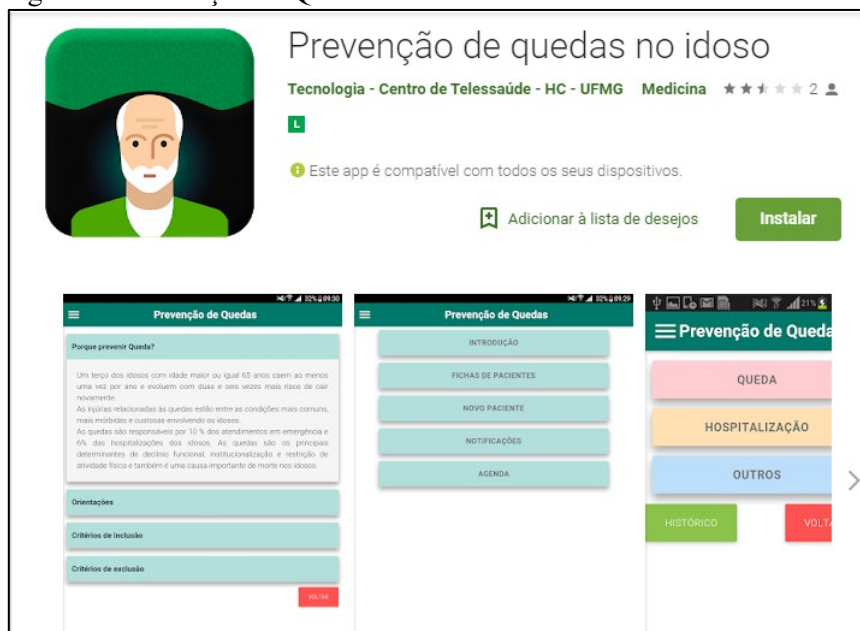 Prevenção de quedas no idoso
Tecnologia - Centro de Telessaúde - HC - UFMG Medicina 2
L
Este app é compatível com todos os seus dispositivos.
Adicionar à lista de desejos
Instalar
32% 09:30
Prevenção de Quedas
Porque prevenir Queda?
Um terço dos idosos com idade maior ou igual 65 anos caem ao menos
uma vez por ano e evoluem com duas e seis vezes mais risco de cair
novamente.
As injúrias relacionadas às quedas estão entre as condições mais comuns,
mais mórbidas e custosas envolvendo os idosos.
As quedas são responsáveis por 10 % dos atendimentos em emergência e
6% das hospitalizações dos idosos. As quedas são os principais
determinantes de declínio funcional, institucionalização e restrição de
atividade física e também é uma causa importante de morte nos idosos.
Orientações
Critérios de Inclusão
Critérios de exclusão
VOLTAR
32% 09:29
Prevenção de Quedas
INTRODUÇÃO
FICHAS DE PACIENTES
NOVO PACIENTE
NOTIFICAÇÕES
AGENDA
21%
Prevenção de Queda
QUEDA
HOSPITALIZAÇÃO
OUTROS
HISTÓRICO
VOLTA